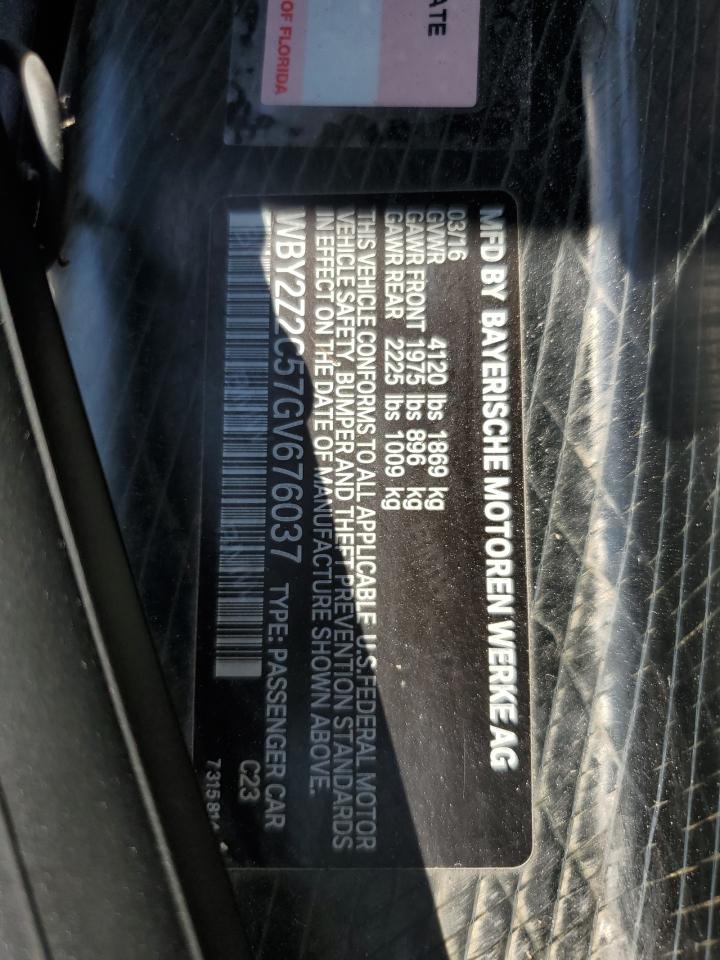 ATE
OF FLORIDA
MFD BY BAYERISCHE MOTOREN WERKE AG
03/16
GVWR 4120 lbs 1869 kg
GAWR FRONT 1975 lbs 896 kg
GAWR REAR 2225 lbs 1009 kg
THIS VEHICLE CONFORMS TO ALL APPLICABLE U.S. FEDERAL MOTOR
VEHICLE SAFETY, BUMPER AND THEFT PREVENTION STANDARDS
IN EFFECT ON THE DATE OF MANUFACTURE SHOWN ABOVE.
WBY2Z2C57GV676037 TYPE: PASSENGER CAR
C23